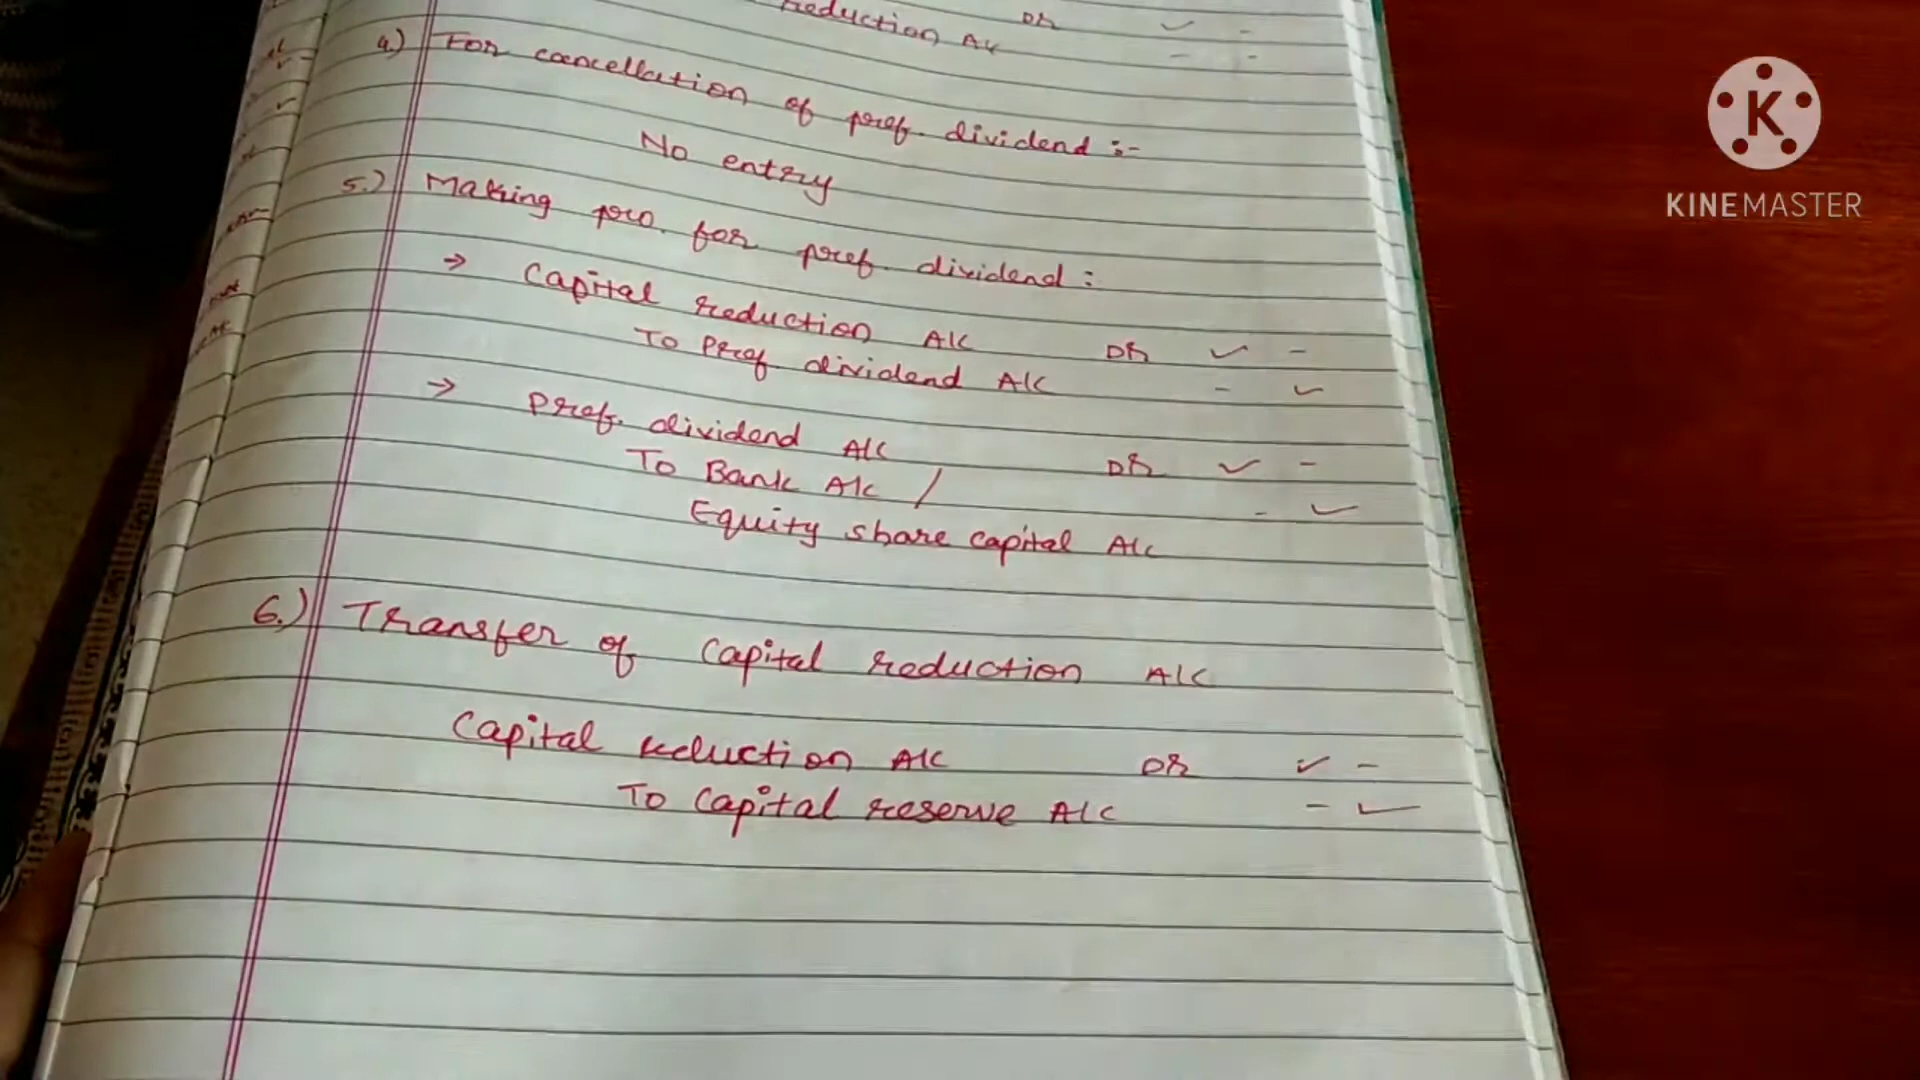 Reduction A/c DR ✓ -
- -
4.) For cancellation of pref. dividend :-
No entry
5.) Making pro. for pref. dividend :
→ Capital reduction A/C DR ✓ -
To Pref. dividend A/C - ✓
→ Pref. dividend A/C DR ✓ -
To Bank A/C / - ✓
Equity share capital A/C
6.) Transfer of capital reduction A/C
Capital reduction A/C DR ✓ -
To Capital reserve A/C - ✓
K
KINEMASTER